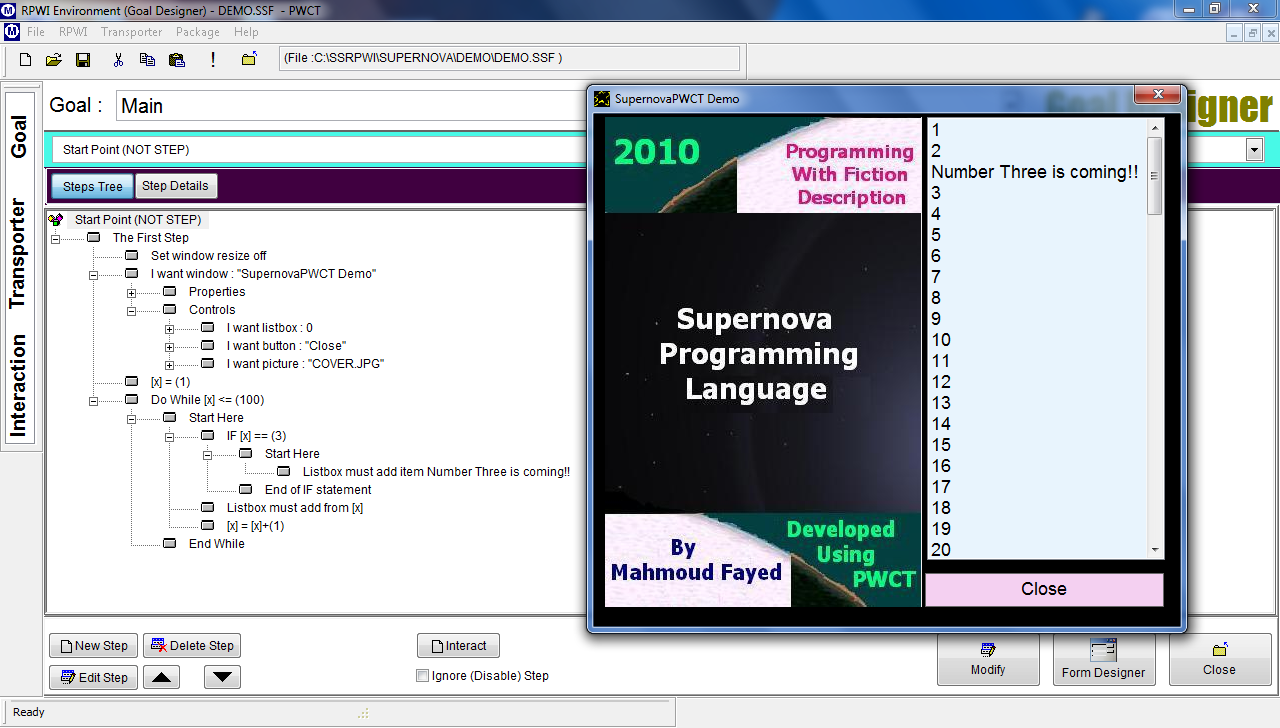 RPWI Environment (Goal Designer) - DEMO.SSF - PWCT
File RPWI Transporter Package Help
(File :C:\SSRPWI\SUPERNOVA\DEMO\DEMO.SSF )
Goal
Transporter
Interaction
Goal :
Main
Start Point (NOT STEP)
Steps Tree
Step Details
Start Point (NOT STEP)
The First Step
Set window resize off
I want window : "SupernovaPWCT Demo"
Properties
Controls
I want listbox : 0
I want button : "Close"
I want picture : "COVER.JPG"
[x] = (1)
Do While [x] <= (100)
Start Here
IF [x] == (3)
Start Here
Listbox must add item Number Three is coming!!
End of IF statement
Listbox must add from [x]
[x] = [x]+(1)
End While
New Step
Delete Step
Edit Step
Interact
Ignore (Disable) Step
Modify
Form Designer
Close
Ready
SupernovaPWCT Demo
2010
Programming
With Fiction
Description
Supernova
Programming
Language
By
Mahmoud Fayed
Developed
Using
PWCT
1
2
Number Three is coming!!
3
4
5
6
7
8
9
10
11
12
13
14
15
16
17
18
19
20
Close